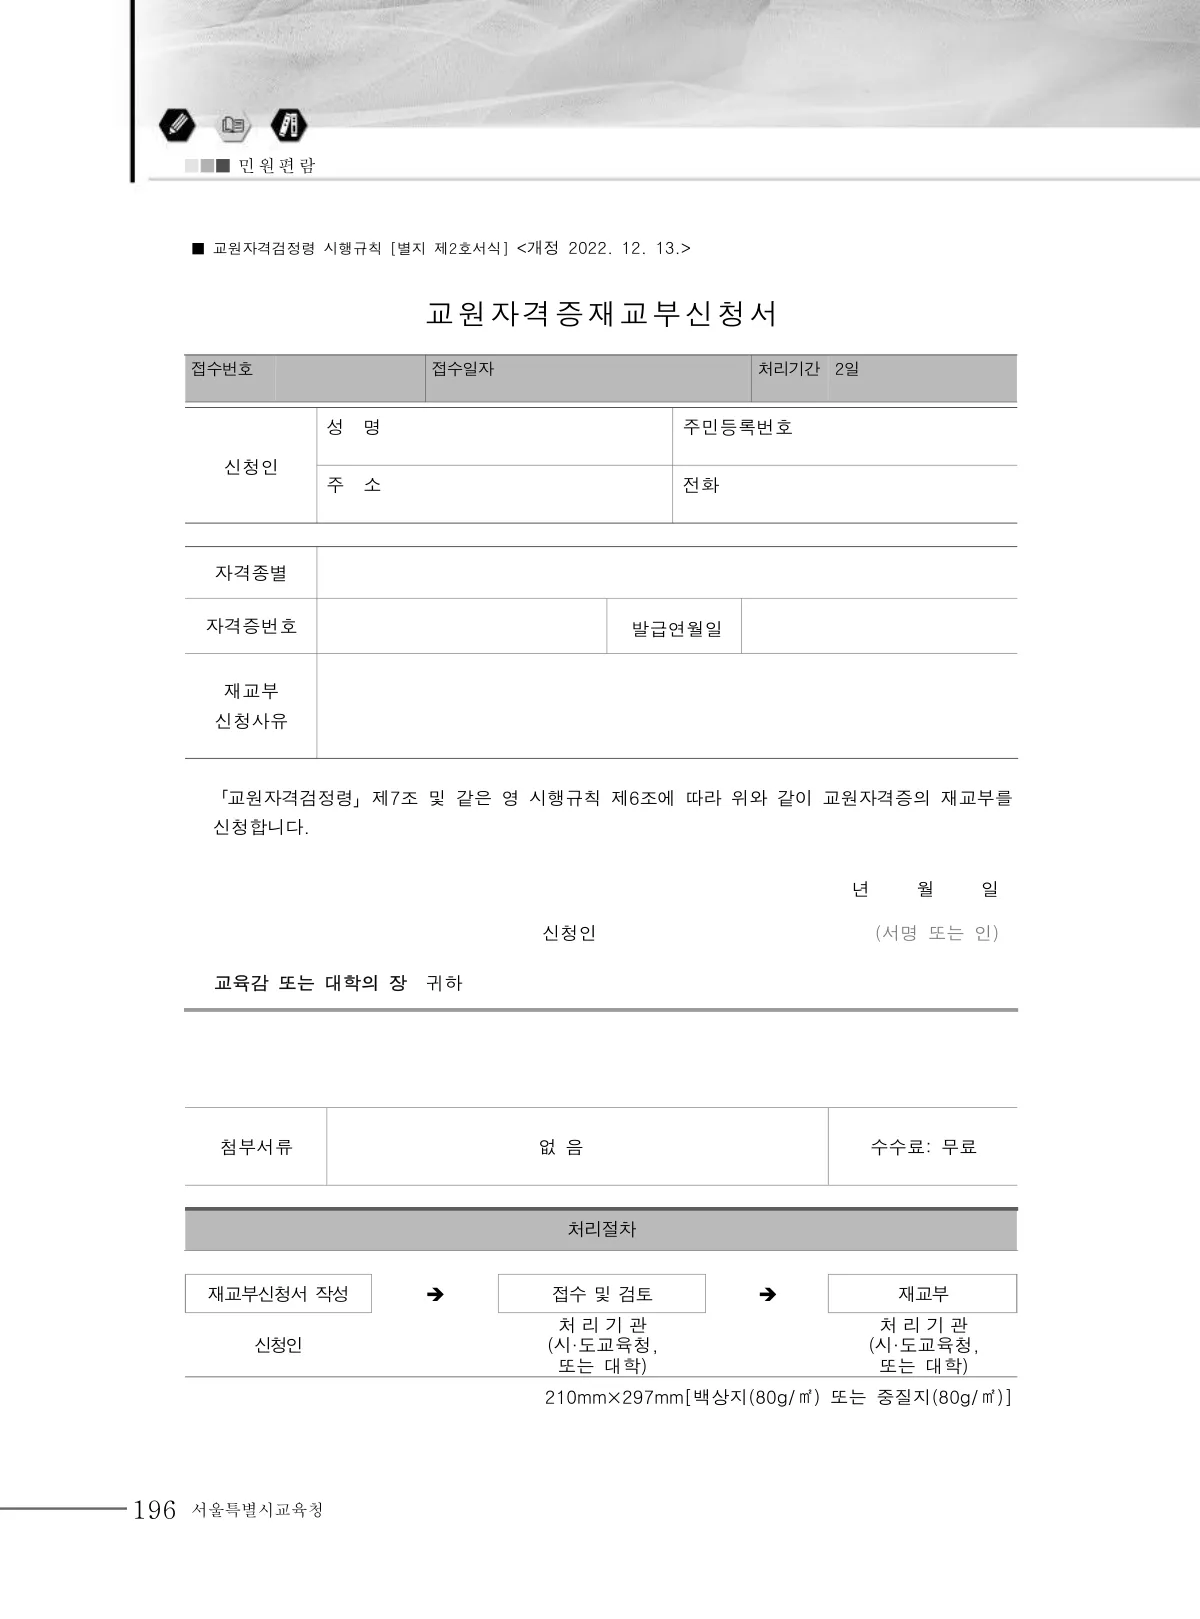 민원편람
■ 교원자격검정령 시행규칙 [별지 제2호서식] <개정 2022. 12. 13.>
교원자격증재교부신청서
접수번호 접수일자 처리기간 2일
성 명 주민등록번호
신청인
주 소 전화
자격종별
자격증번호 발급연월일
재교부
신청사유
「교원자격검정령」제7조 및 같은 영 시행규칙 제6조에 따라 위와 같이 교원자격증의 재교부를
신청합니다.
년 월 일
신청인 (서명 또는 인)
교육감 또는 대학의 장 귀하
첨부서류 없 음 수수료: 무료
처리절차
재교부신청서 작성 ➔ 접수 및 검토 ➔ 재교부
처리기관 처리기관
신청인 (시·도교육청, (시·도교육청,
또는 대학) 또는 대학)
210mm×297mm[백상지(80g/㎡) 또는 중질지(80g/㎡)]
196 서울특별시교육청